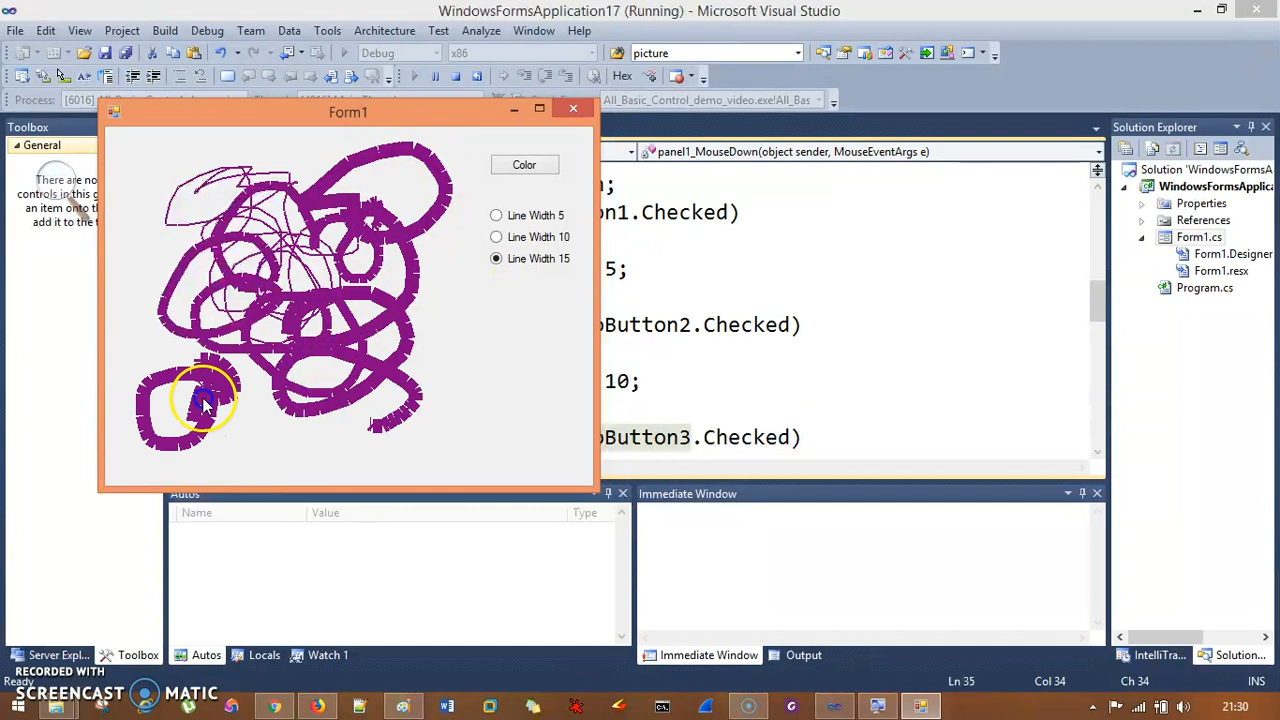 WindowsFormsApplication17 (Running) - Microsoft Visual Studio
File Edit View Project Build Debug Team Data Tools Architecture Test Analyze Window Help
Debug x86 picture
Hex
Process: All_Basic_Control_demo_video.exe!All_Bas
Toolbox
General
There are no
controls in this g
an item onto
add it to the
Form1
Color
Line Width 5
Line Width 10
Line Width 15
panel1_MouseDown(object sender, MouseEventArgs e)
on1.Checked)
5;
oButton2.Checked)
10;
oButton3.Checked)
Solution Explorer
Solution 'WindowsFormsA
WindowsFormsApplica
Properties
References
Form1.cs
Form1.Designer
Form1.resx
Program.cs
Autos
Name Value Type
Immediate Window
Server Expl... Toolbox Autos Locals Watch 1
Immediate Window Output
IntelliTra... Solution...
Ready Ln 35 Col 34 Ch 34 INS
RECORDED WITH
SCREENCAST MATIC
21:30